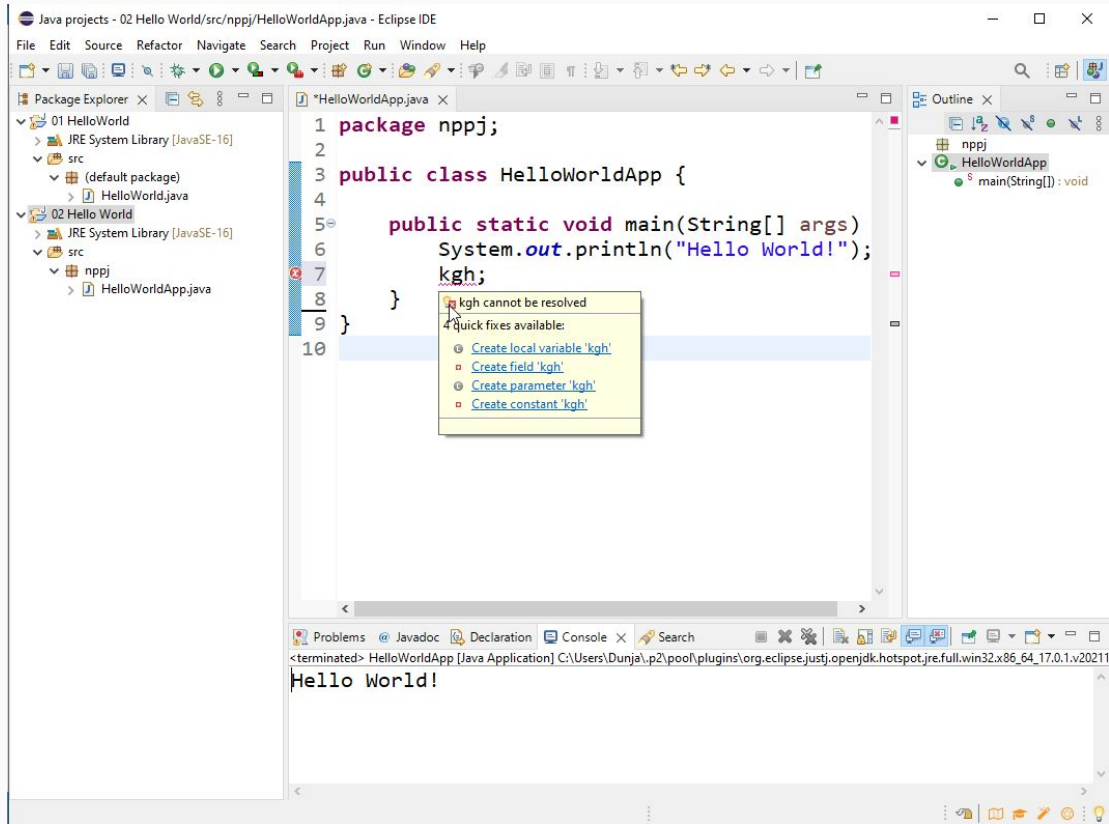 Java projects - 02 Hello World/src/nppj/HelloWorldApp.java - Eclipse IDE
File Edit Source Refactor Navigate Search Project Run Window Help
Package Explorer
01 HelloWorld
JRE System Library [JavaSE-16]
src
(default package)
HelloWorld.java
02 Hello World
JRE System Library [JavaSE-16]
src
nppj
HelloWorldApp.java
*HelloWorldApp.java
1 package nppj;
2
3 public class HelloWorldApp {
4
5 public static void main(String[] args)
6 System.out.println("Hello World!");
7 kgh;
8 }
9 }
10
kgh cannot be resolved
4 quick fixes available:
Create local variable 'kgh'
Create field 'kgh'
Create parameter 'kgh'
Create constant 'kgh'
Outline
nppj
HelloWorldApp
main(String[]) : void
Problems @ Javadoc Declaration Console Search
<terminated> HelloWorldApp [Java Application] C:\Users\Dunja\.p2\pool\plugins\org.eclipse.justj.openjdk.hotspot.jre.full.win32.x86_64_17.0.1.v20211
Hello World!